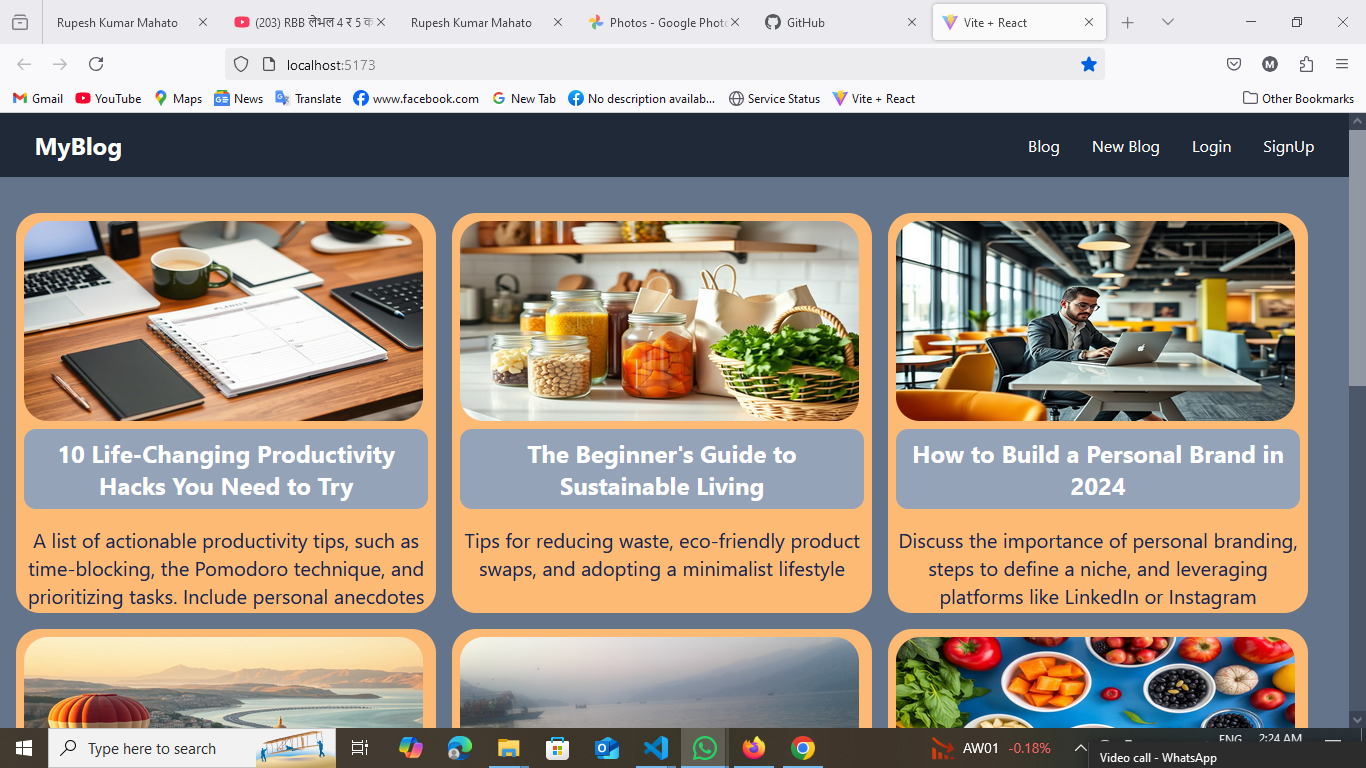 Rupesh Kumar Mahato
(203) RBB लेभल 4 र 5 क
Rupesh Kumar Mahato
Photos - Google Phot
GitHub
Vite + React
localhost:5173
M
Gmail
YouTube
Maps
News
Translate
www.facebook.com
New Tab
No description availab...
Service Status
Vite + React
Other Bookmarks
MyBlog
Blog
New Blog
Login
SignUp
PLANNER
10 Life-Changing Productivity
Hacks You Need to Try
A list of actionable productivity tips, such as
time-blocking, the Pomodoro technique, and
prioritizing tasks. Include personal anecdotes
The Beginner's Guide to
Sustainable Living
Tips for reducing waste, eco-friendly product
swaps, and adopting a minimalist lifestyle
How to Build a Personal Brand in
2024
Discuss the importance of personal branding,
steps to define a niche, and leveraging
platforms like LinkedIn or Instagram
Type here to search
AW01 -0.18%
ENG
2:24 AM
Video call - WhatsApp